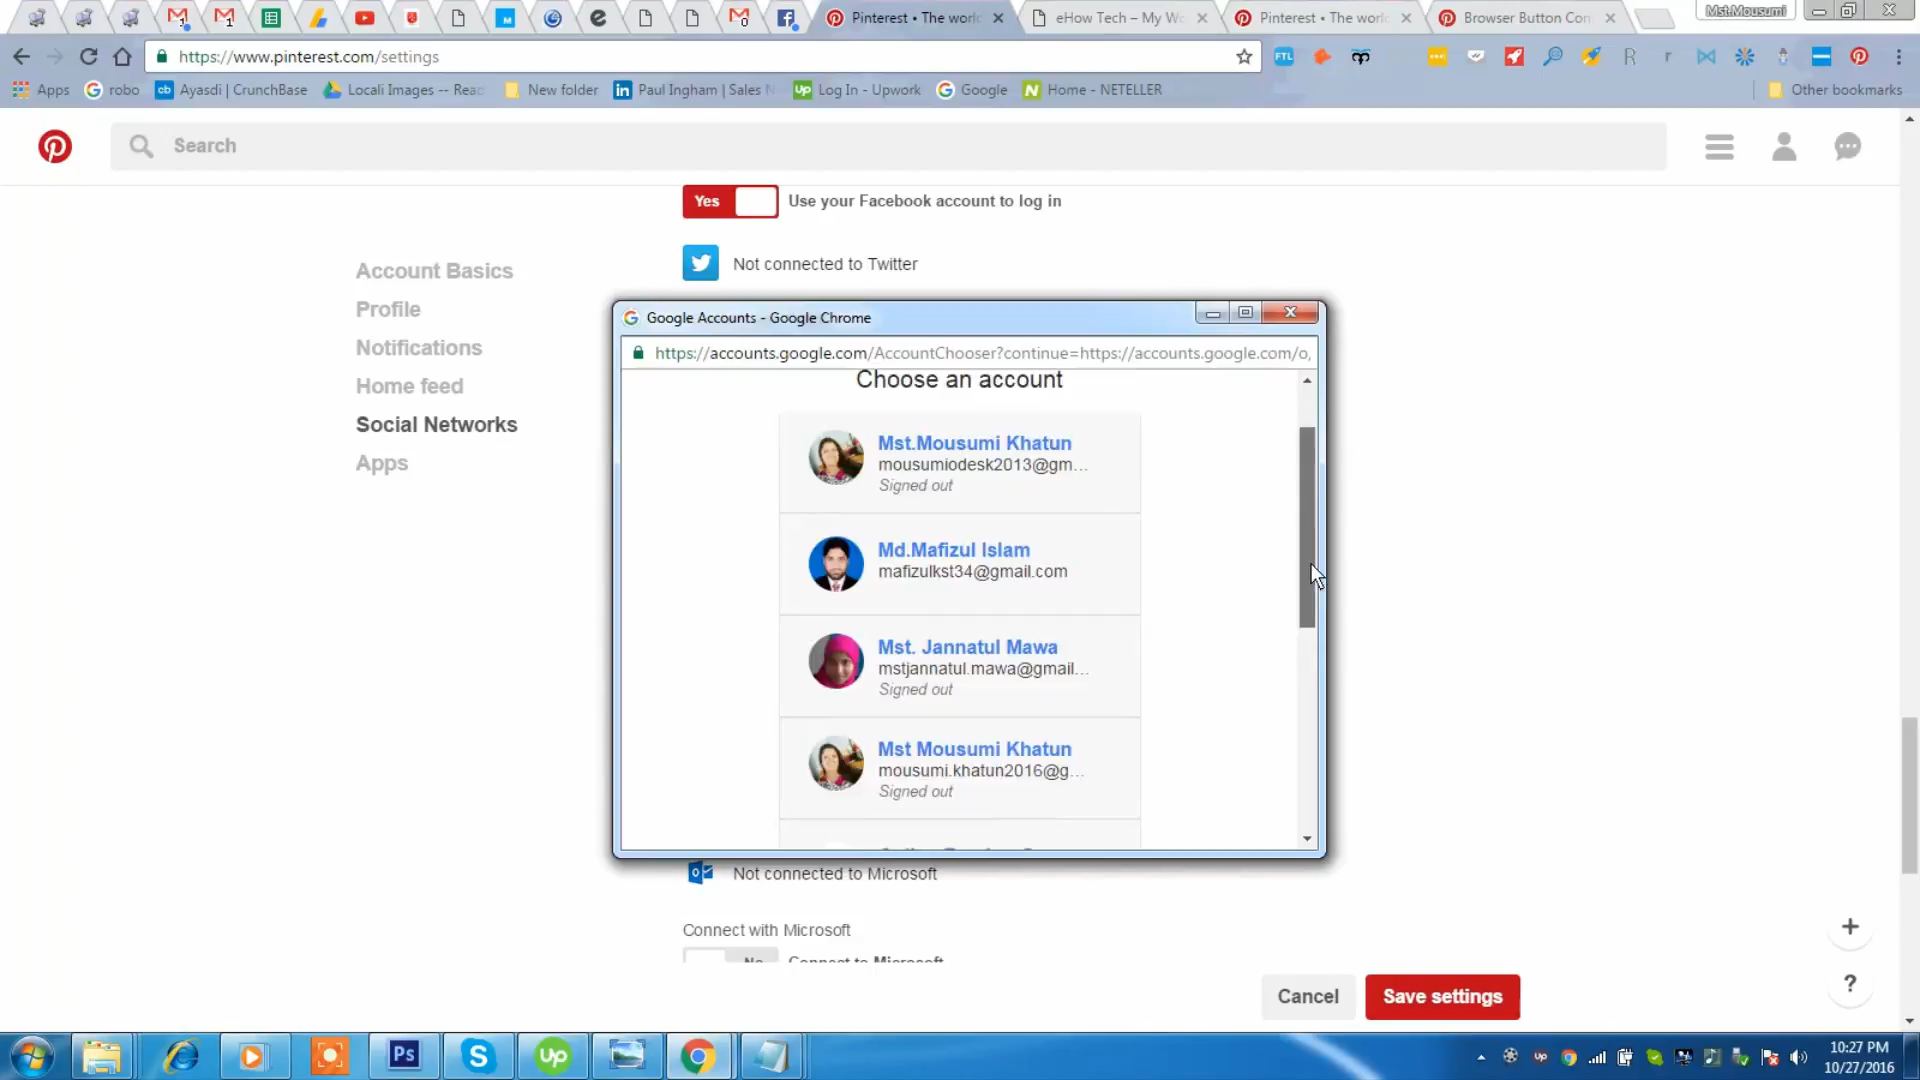 Pinterest • The worl
eHow Tech – My W
Pinterest • The world
Browser Button Con
Mst.Mousumi
https://www.pinterest.com/settings
FTL
Apps
robo
Ayasdi | CrunchBase
Locali Images -- Rea
New folder
Paul Ingham | Sales N
Log In - Upwork
Google
Home - NETELLER
Other bookmarks
Search
Yes
Use your Facebook account to log in
Not connected to Twitter
Account Basics
Profile
Notifications
Home feed
Social Networks
Apps
Google Accounts - Google Chrome
https://accounts.google.com/AccountChooser?continue=https://accounts.google.com/o,
Choose an account
Mst.Mousumi Khatun
mousumiodesk2013@gm...
Signed out
Md.Mafizul Islam
mafizulkst34@gmail.com
Mst. Jannatul Mawa
mstjannatul.mawa@gmail...
Signed out
Mst Mousumi Khatun
mousumi.khatun2016@g...
Signed out
Not connected to Microsoft
Connect with Microsoft
No
Connect to Microsoft
Cancel
Save settings
10:27 PM
10/27/2016